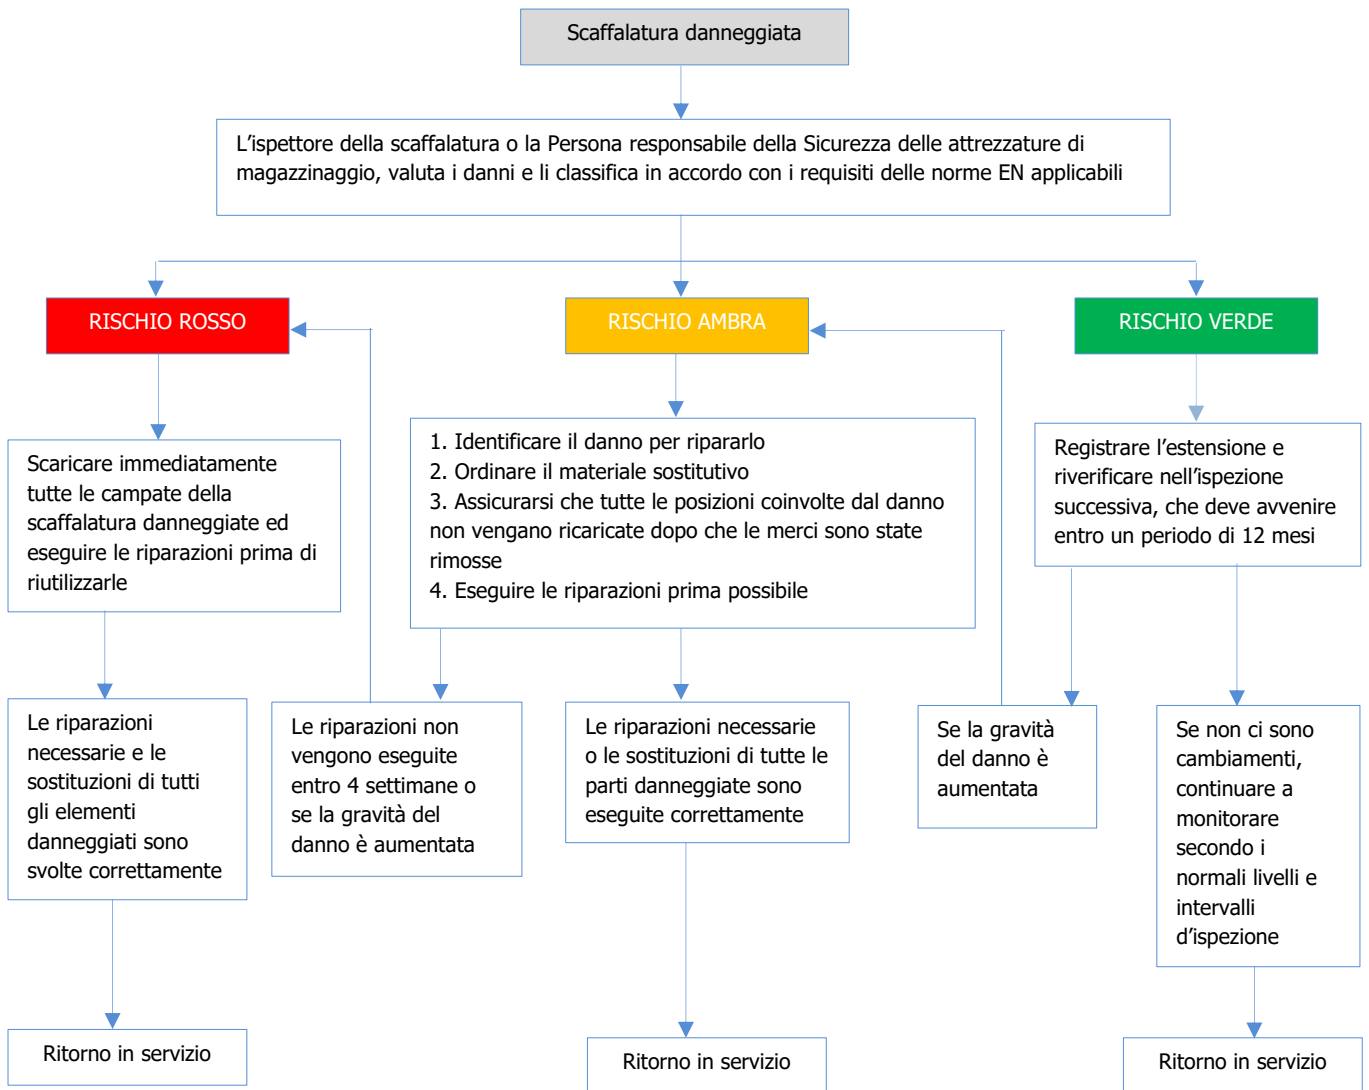 Scaffalatura danneggiata
L'ispettore della scaffalatura o la Persona responsabile della Sicurezza delle attrezzature di
magazzinaggio, valuta i danni e li classifica in accordo con i requisiti delle norme EN applicabili
RISCHIO ROSSO
RISCHIO AMBRA
RISCHIO VERDE
Scaricare immediatamente
tutte le campate della
scaffalatura danneggiate ed
eseguire le riparazioni prima di
riutilizzarle
1. Identificare il danno per ripararlo
2. Ordinare il materiale sostitutivo
3. Assicurarsi che tutte le posizioni coinvolte dal danno
non vengano ricaricate dopo che le merci sono state
rimosse
4. Eseguire le riparazioni prima possibile
Registrare l'estensione e
riverificare nell'ispezione
successiva, che deve avvenire
entro un periodo di 12 mesi
Le riparazioni
necessarie e le
sostituzioni di tutti
gli elementi
danneggiati sono
svolte correttamente
Le riparazioni non
vengono eseguite
entro 4 settimane o
se la gravità del
danno è aumentata
Le riparazioni necessarie
o le sostituzioni di tutte le
parti danneggiate sono
eseguite correttamente
Se la gravità
del danno è
aumentata
Se non ci sono
cambiamenti,
continuare a
monitorare
secondo i
normali livelli e
intervalli
d'ispezione
Ritorno in servizio
Ritorno in servizio
Ritorno in servizio